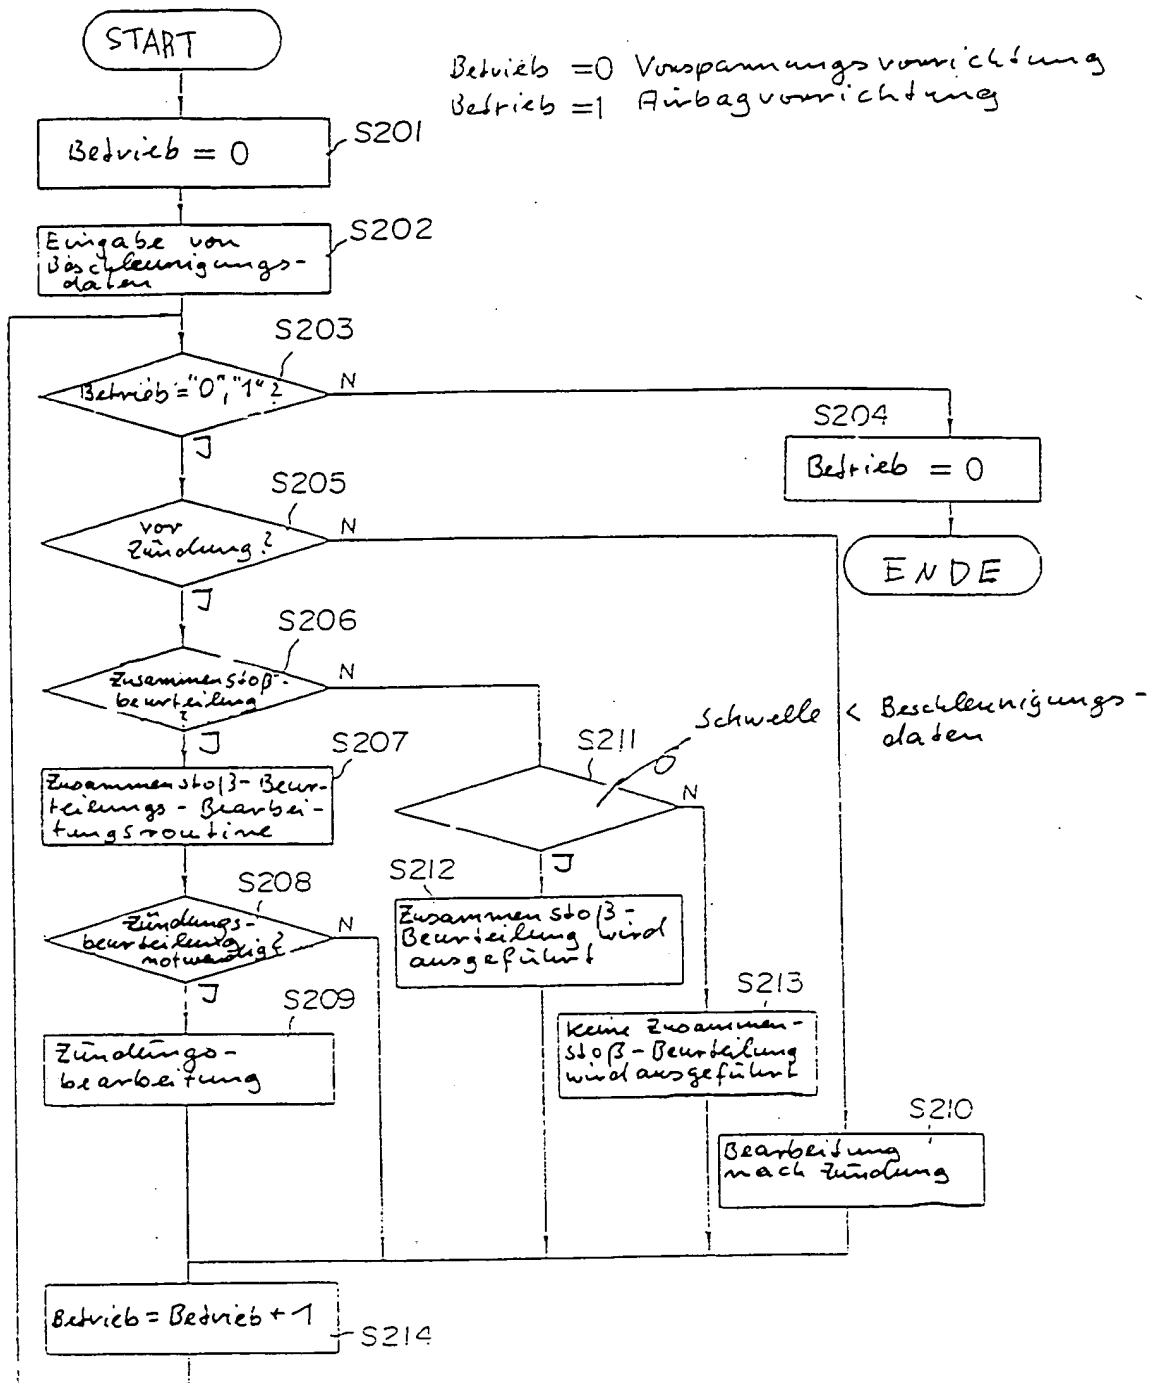 START
Betrieb = 0 Vorspannungsvorrichtung
Betrieb = 1 Airbagvorrichtung
Betrieb = 0
S201
Eingabe von
Beschleunigungs-
daten
S202
S203
Betrieb = "0", "1" ?
N
J
S204
Betrieb = 0
ENDE
S205
vor
Zündung?
N
J
S206
Zusammenstoß-
beurteilung
?
N
J
S207
Zusammenstoß-Beur-
teilungs-Bearbei-
tungsroutine
S211
Schwelle < Beschleunigungs-
daten
N
J
S208
Zündungs-
beurteilung
notwendig?
N
J
S212
Zusammenstoß-
Beurteilung wird
ausgeführt
S209
Zündungs-
bearbeitung
S213
Keine Zusammen-
stoß-Beurteilung
wird ausgeführt
S210
Bearbeitung
nach Zündung
Betrieb = Betrieb + 1
S214